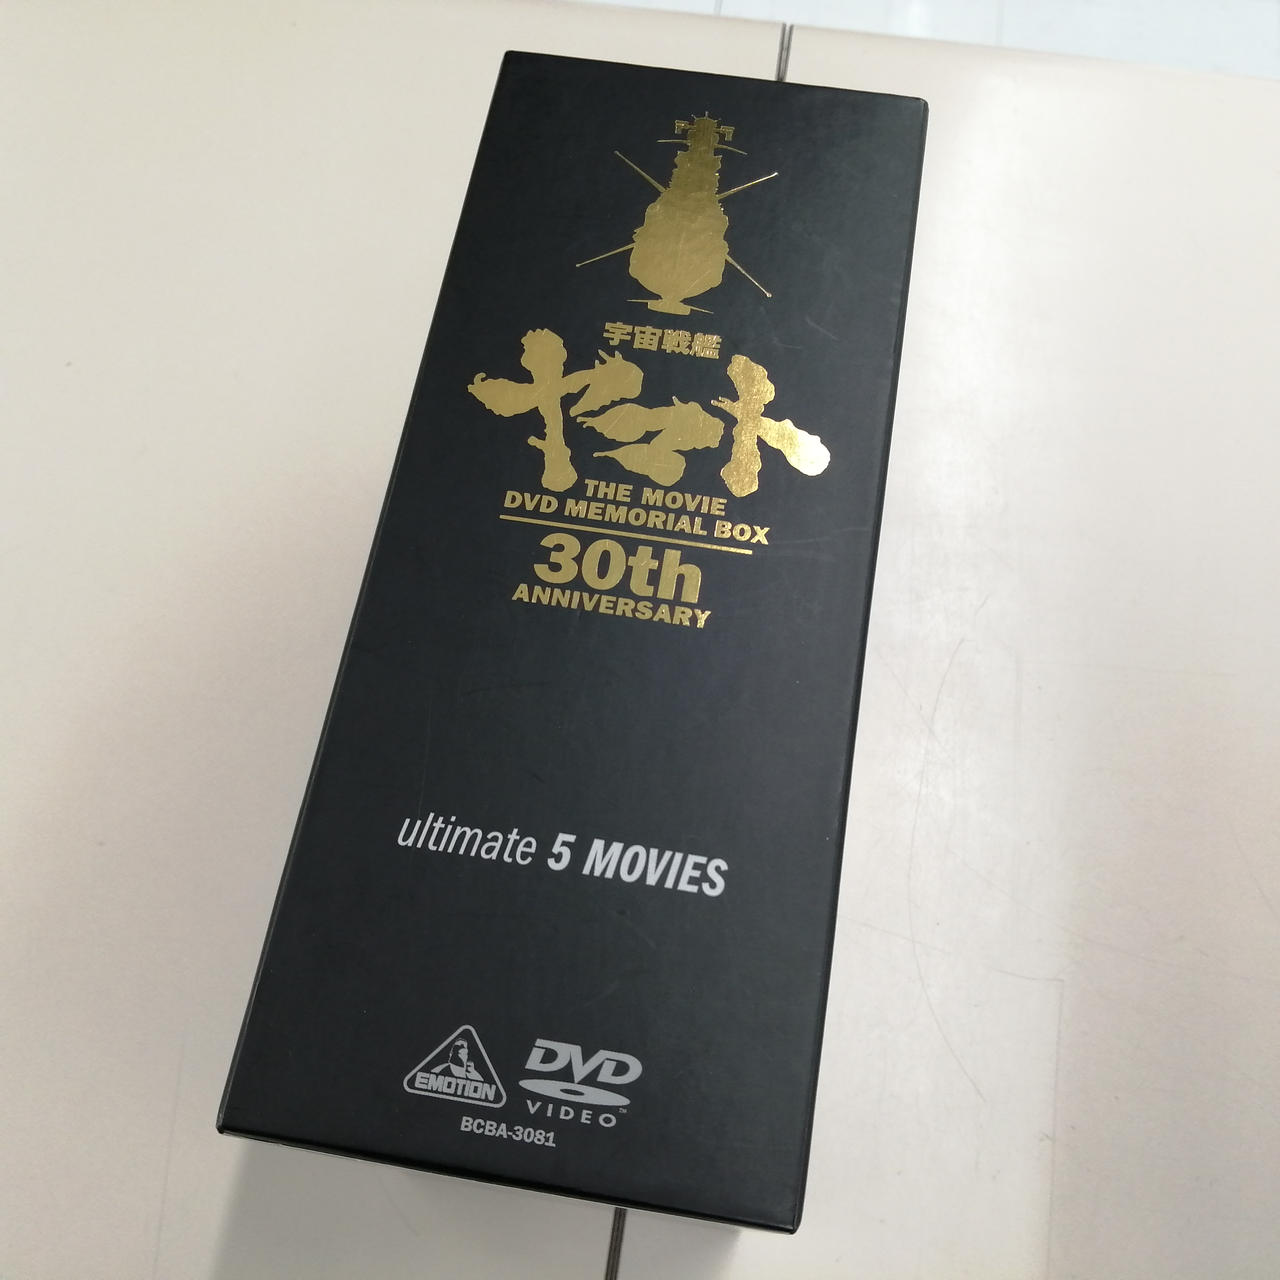 宇宙戦艦
ヤマト
THE MOVIE
DVD MEMORIAL BOX
30th
ANNIVERSARY
ultimate 5 MOVIES
EMOTION
DVD
VIDEO™
BCBA-3081